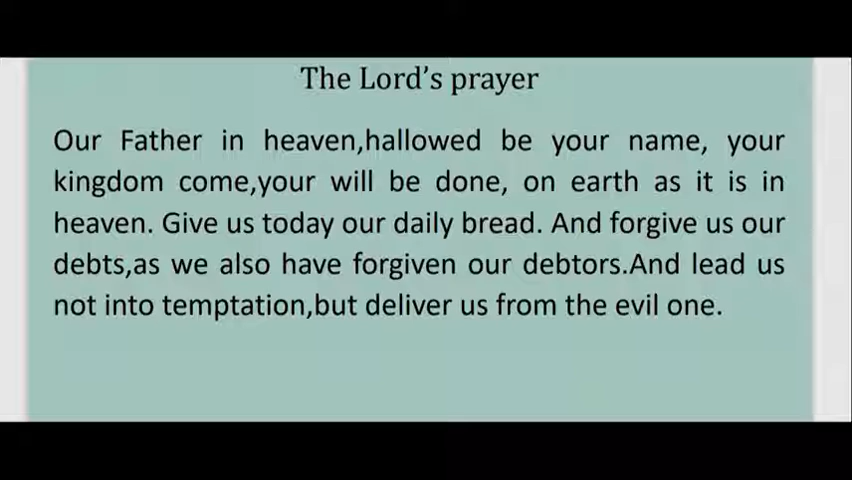 The Lord’s prayer
Our Father in heaven,hallowed be your name, your
kingdom come,your will be done, on earth as it is in
heaven. Give us today our daily bread. And forgive us our
debts,as we also have forgiven our debtors.And lead us
not into temptation,but deliver us from the evil one.